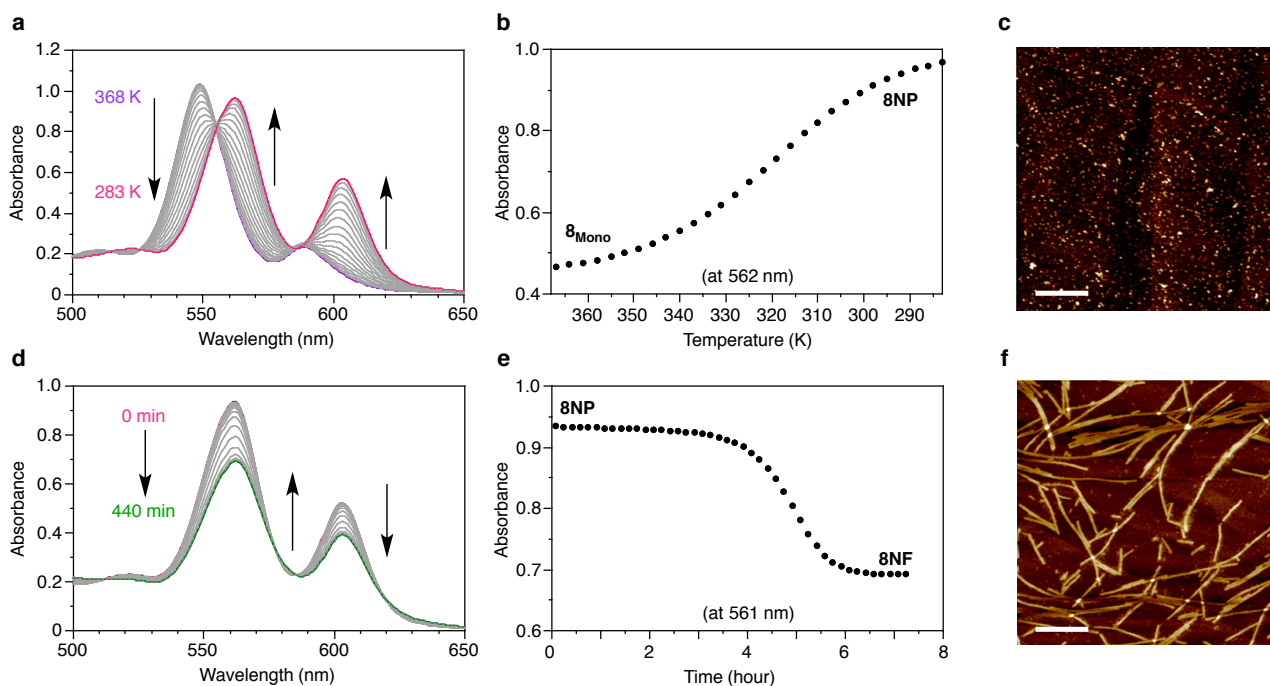 a
1.2
1.0
0.8
0.6
0.4
0.2
0
368 K
283 K
Absorbance
500 550 600 650
Wavelength (nm)
b
1.0
0.8
0.6
0.4
8NP
8Mono
(at 562 nm)
Absorbance
360 350 340 330 320 310 300 290
Temperature (K)
c
d
1.0
0.8
0.6
0.4
0.2
0
0 min
440 min
Absorbance
500 550 600 650
Wavelength (nm)
e
1.0
0.9
0.8
0.7
0.6
8NP
8NF
(at 561 nm)
Absorbance
0 2 4 6 8
Time (hour)
f